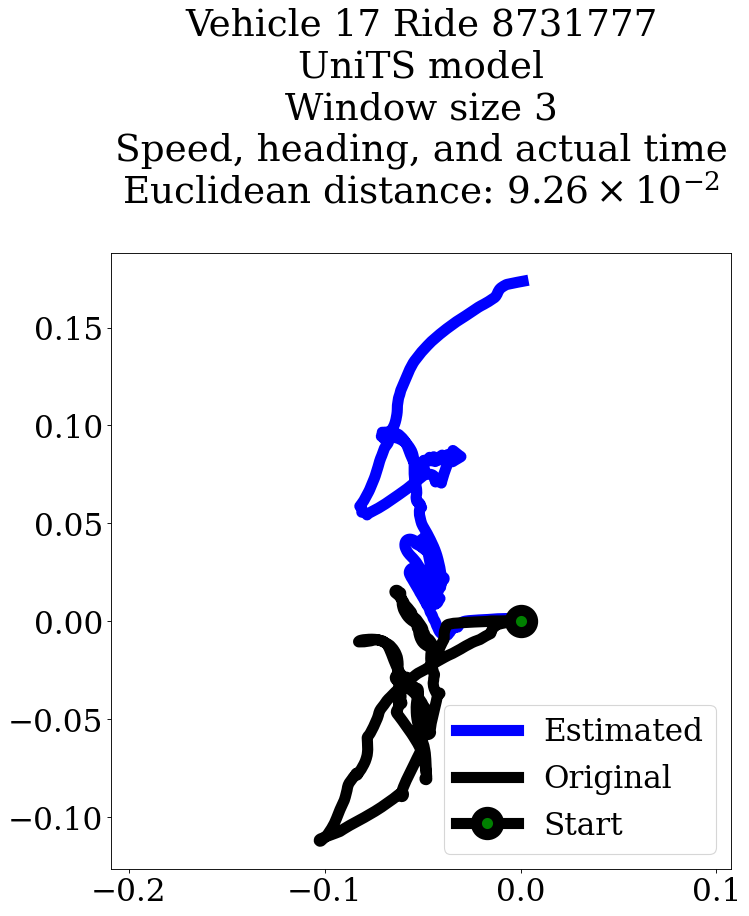 Vehicle 17 Ride 8731777
UniTS model
Window size 3
Speed, heading, and actual time
Euclidean distance: 9.26 × 10⁻²
0.15
0.10
0.05
0.00
−0.05
−0.10
Estimated
Original
Start
−0.2
−0.1
0.0
0.1